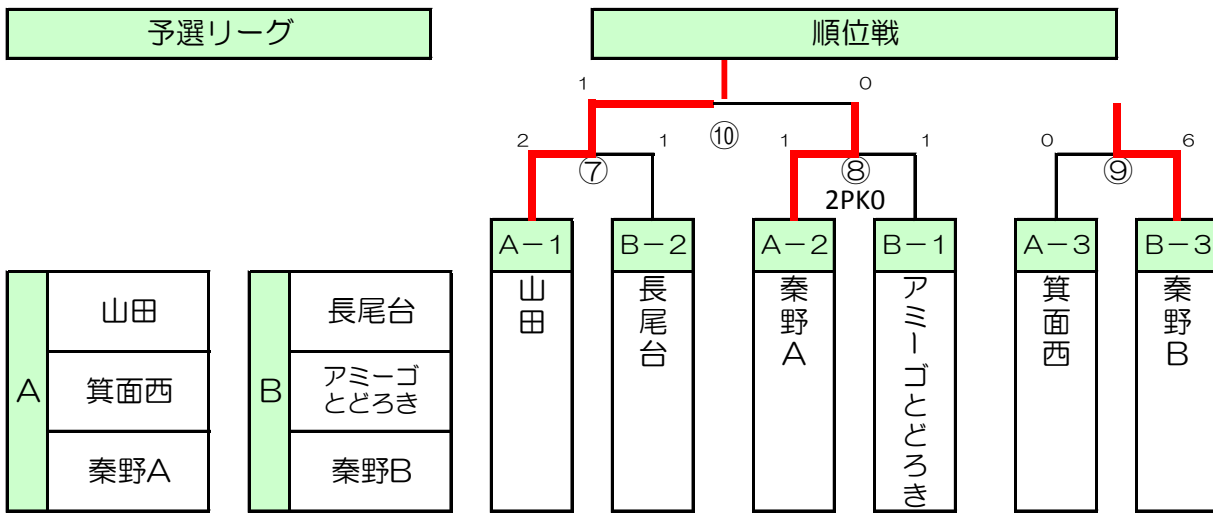 予選リーグ
順位戦
1
0
2
1
⑩
1
1
0
6
⑦
⑧
⑨
2PK0
A-1
B-2
A-2
B-1
A-3
B-3
山田
長尾台
秦野A
アミーゴとどろき
箕面西
秦野B
A
山田
箕面西
秦野A
B
長尾台
アミーゴ
とどろき
秦野B